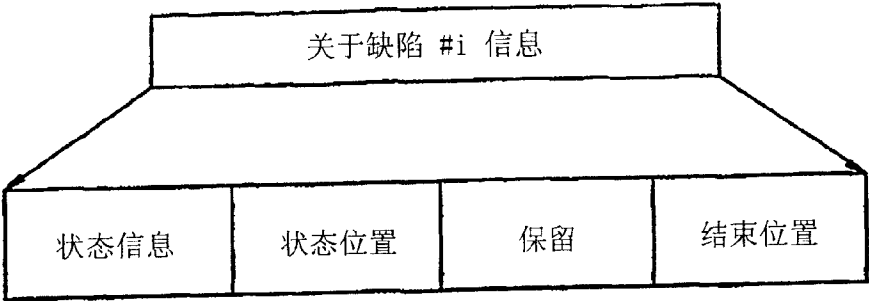 关于缺陷 #i 信息
状态信息
状态位置
保留
结束位置